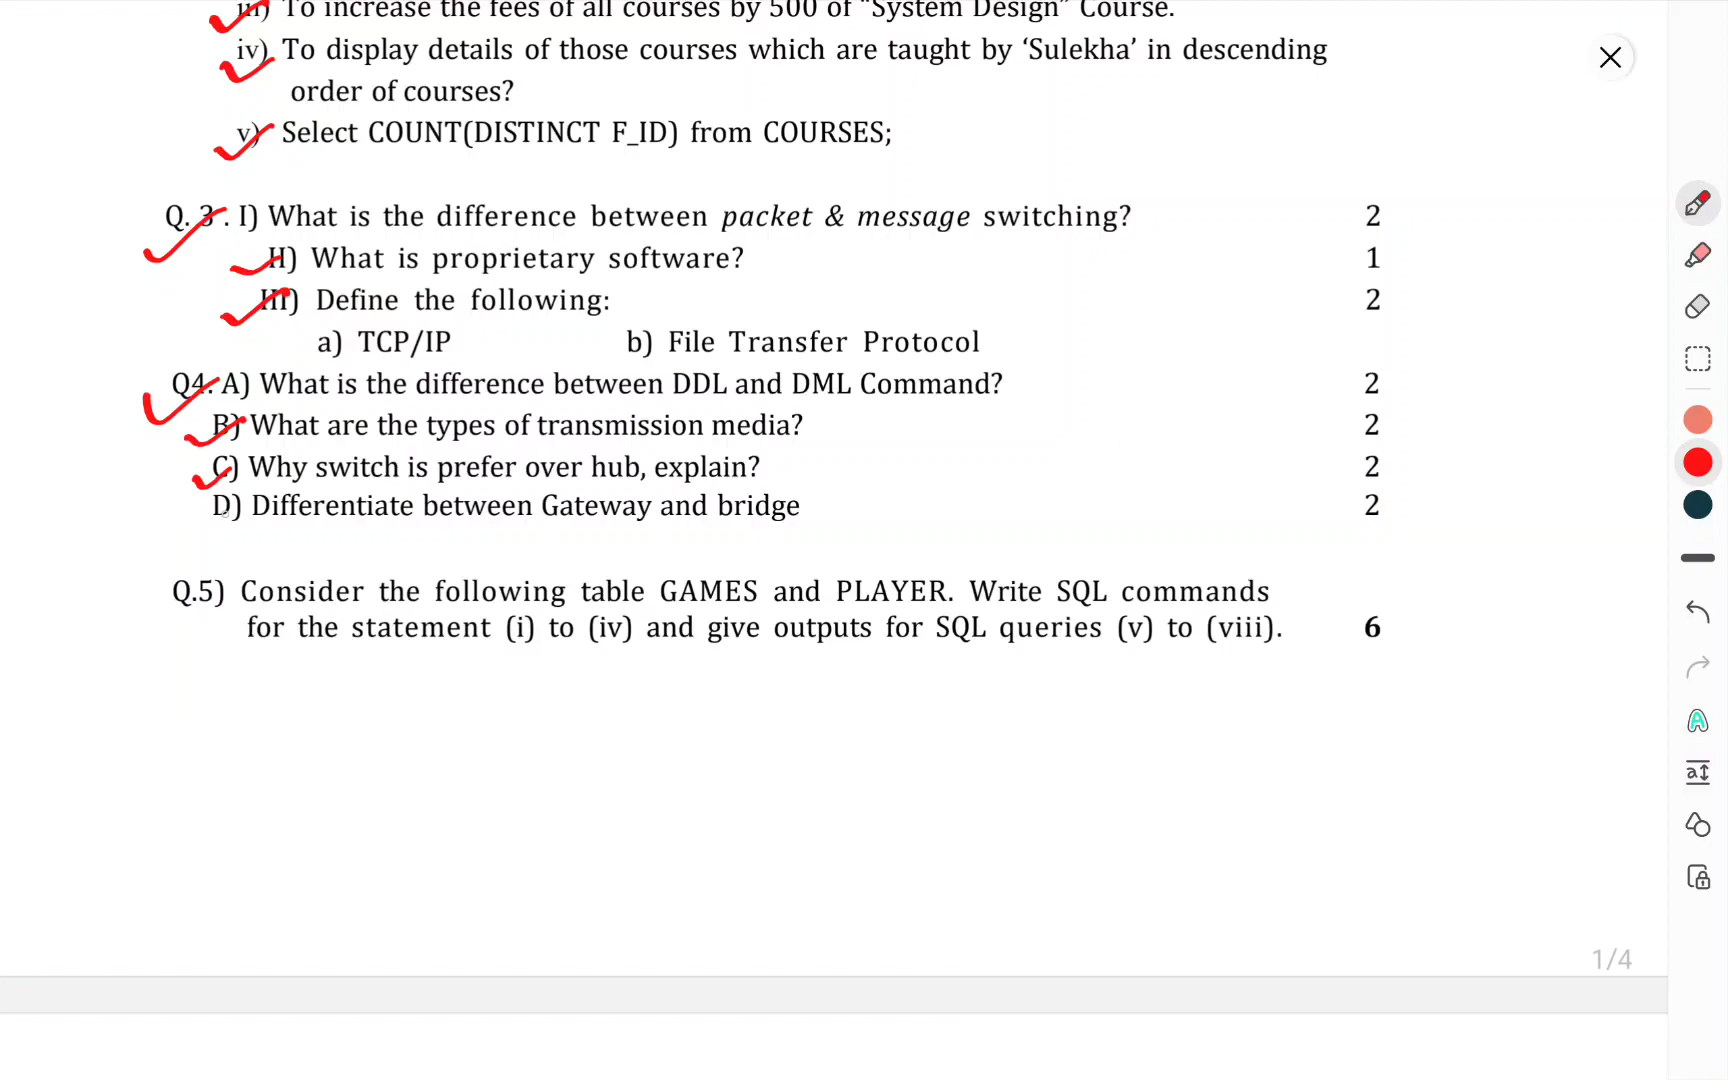 iii) To increase the fees of all courses by 500 of “System Design” Course.
iv) To display details of those courses which are taught by ‘Sulekha’ in descending
order of courses?
v) Select COUNT(DISTINCT F_ID) from COURSES;
Q. 3 . I) What is the difference between packet & message switching? 2
II) What is proprietary software? 1
III) Define the following: 2
a) TCP/IP b) File Transfer Protocol
Q4. A) What is the difference between DDL and DML Command? 2
B) What are the types of transmission media? 2
C) Why switch is prefer over hub, explain? 2
D) Differentiate between Gateway and bridge 2
Q.5) Consider the following table GAMES and PLAYER. Write SQL commands
for the statement (i) to (iv) and give outputs for SQL queries (v) to (viii). 6
1/4